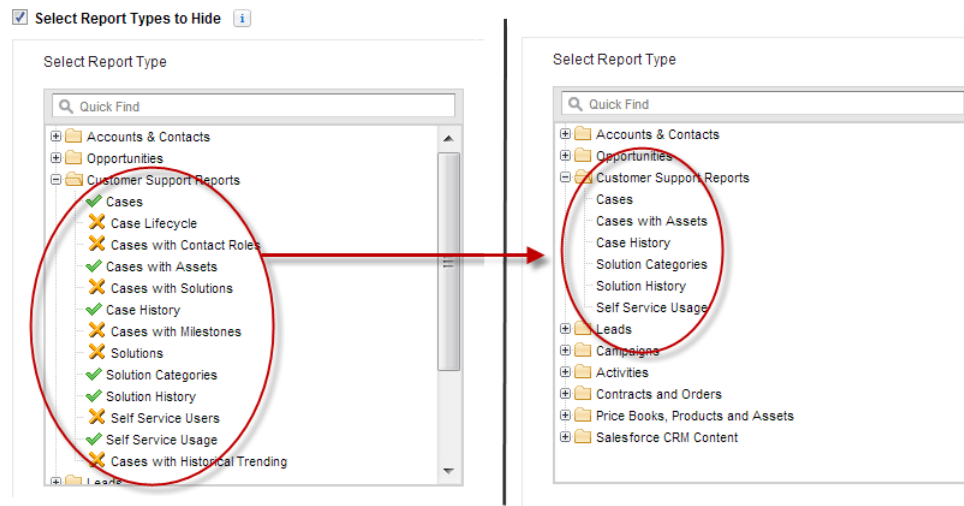 Select Report Types to Hide i
Select Report Type
Quick Find
Accounts & Contacts
Opportunities
Customer Support Reports
Cases
Case Lifecycle
Cases with Contact Roles
Cases with Assets
Cases with Solutions
Case History
Cases with Milestones
Solutions
Solution Categories
Solution History
Self Service Users
Self Service Usage
Cases with Historical Trending
Leads
Select Report Type
Quick Find
Accounts & Contacts
Opportunities
Customer Support Reports
Cases
Cases with Assets
Case History
Solution Categories
Solution History
Self Service Usage
Leads
Campaigns
Activities
Contracts and Orders
Price Books, Products and Assets
Salesforce CRM Content